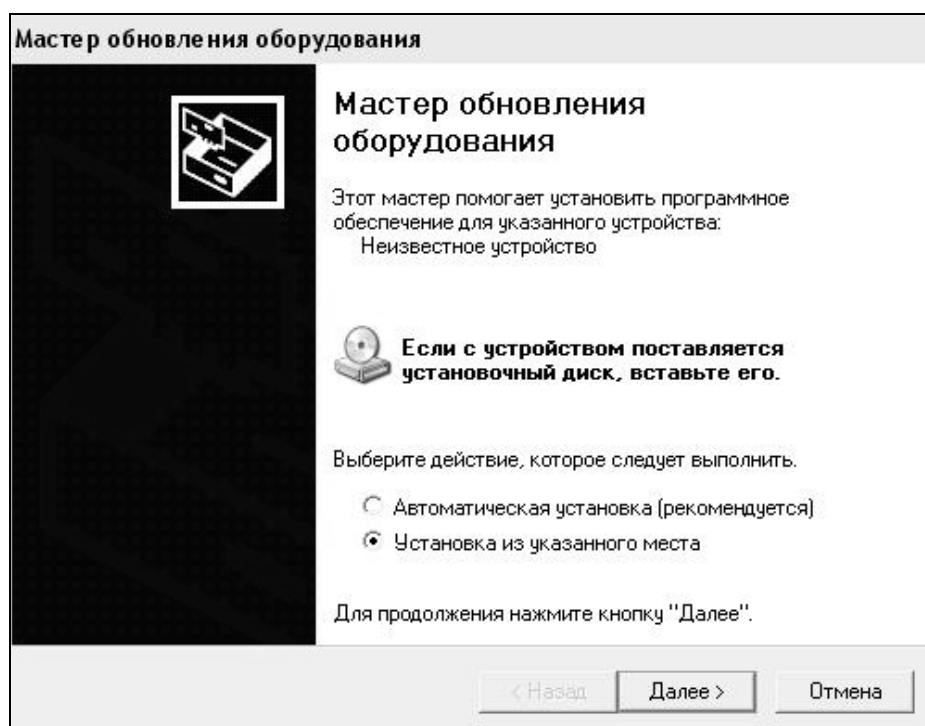 Мастер обновления оборудования
Мастер обновления
оборудования
Этот мастер помогает установить программное
обеспечение для указанного устройства:
Неизвестное устройство
Если с устройством поставляется
установочный диск, вставьте его.
Выберите действие, которое следует выполнить.
Автоматическая установка (рекомендуется)
Установка из указанного места
Для продолжения нажмите кнопку "Далее".
< Назад
Далее >
Отмена